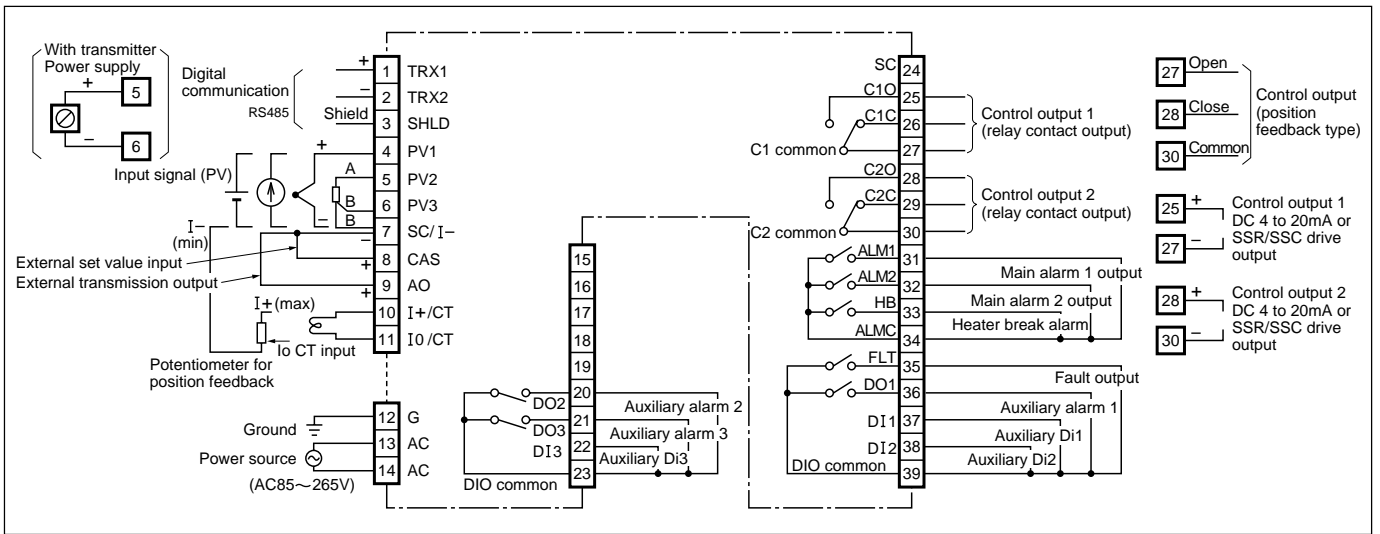 With transmitter
Power supply
+
5
−
6
Digital
communication
RS485
+
−
Shield
1 TRX1
2 TRX2
3 SHLD
4 PV1
5 PV2
6 PV3
7 SC/I−
8 CAS
9 AO
10 I+/CT
11 I0/CT
Input signal (PV)
+
−
A
B
B
I−
(min)
−
+
+
External set value input
External transmission output
I+(max)
Io CT input
Potentiometer for
position feedback
12 G
13 AC
14 AC
Ground
Power source
(AC85～265V)
15
16
17
18
19
20
21
22
23
DO2
DO3
DI3
DIO common
Auxiliary alarm 2
Auxiliary alarm 3
Auxiliary Di3
SC 24
C1O 25
C1C 26
C1 common 27
Control output 1
(relay contact output)
C2O 28
C2C 29
C2 common 30
Control output 2
(relay contact output)
ALM1 31
ALM2 32
HB 33
ALMC 34
Main alarm 1 output
Main alarm 2 output
Heater break alarm
FLT 35
DO1 36
DI1 37
DI2 38
DIO common 39
Fault output
Auxiliary alarm 1
Auxiliary Di1
Auxiliary Di2
27 Open
28 Close
30 Common
Control output
(position
feedback type)
25 +
27 −
Control output 1
DC 4 to 20mA or
SSR/SSC drive
output
28 +
30 −
Control output 2
DC 4 to 20mA or
SSR/SSC drive
output